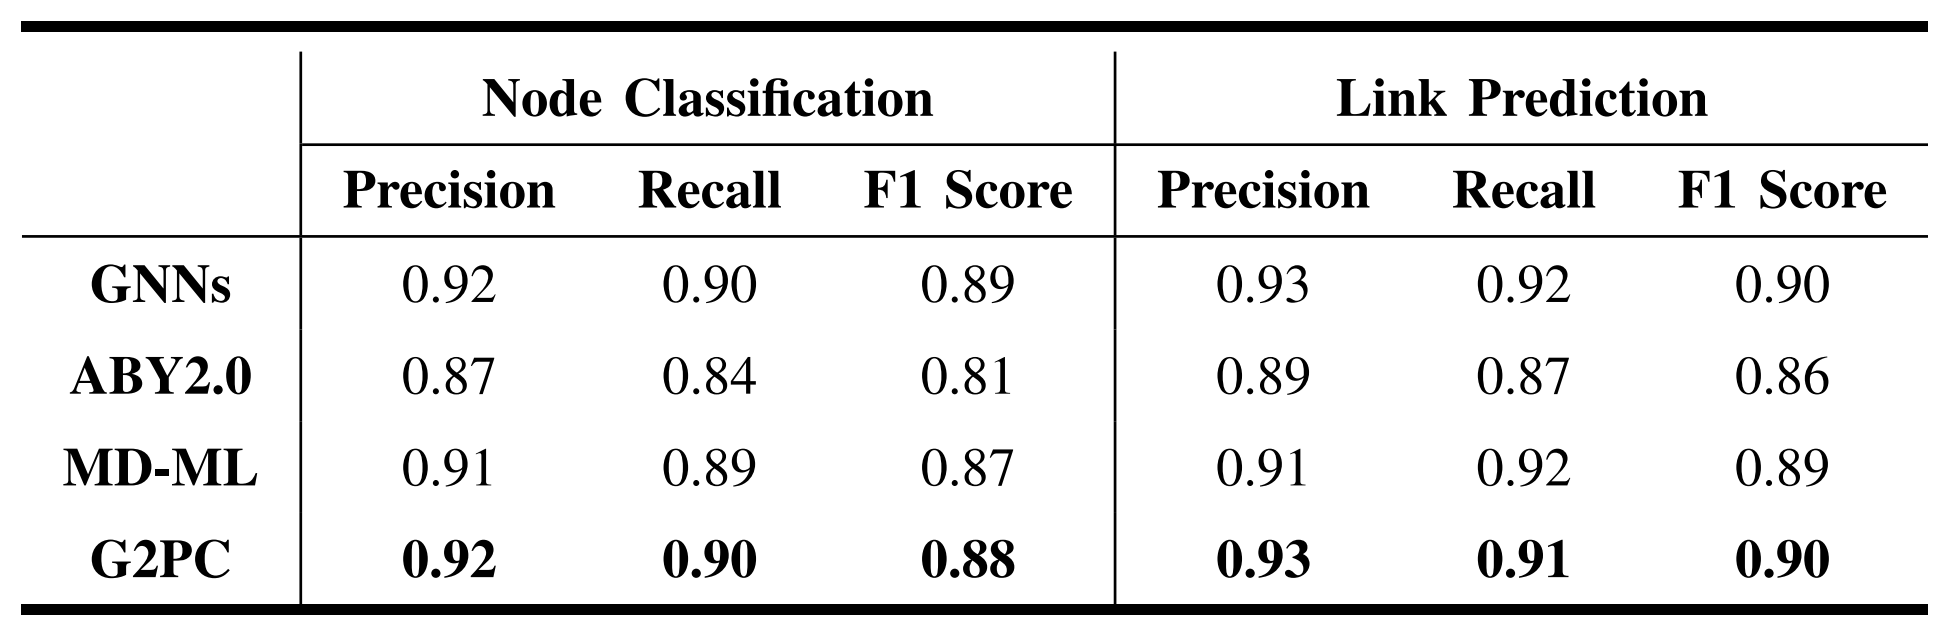 Node Classification Link Prediction
Precision Recall F1 Score Precision Recall F1 Score
GNNs 0.92 0.90 0.89 0.93 0.92 0.90
ABY2.0 0.87 0.84 0.81 0.89 0.87 0.86
MD-ML 0.91 0.89 0.87 0.91 0.92 0.89
G2PC 0.92 0.90 0.88 0.93 0.91 0.90